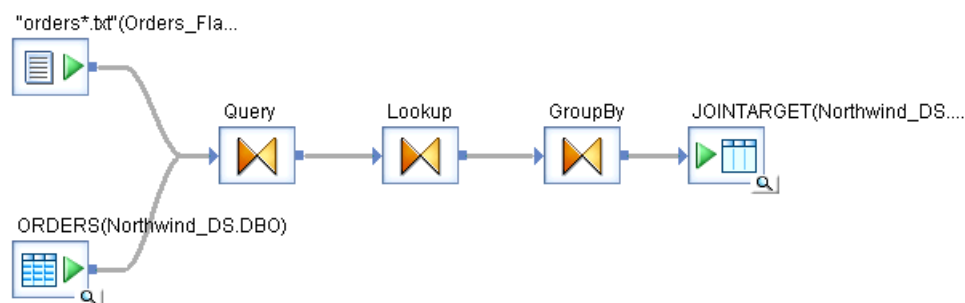 "orders*.txt"(Orders_Fla...
Query
Lookup
GroupBy
JOINTARGET(Northwind_DS....
ORDERS(Northwind_DS.DBO)